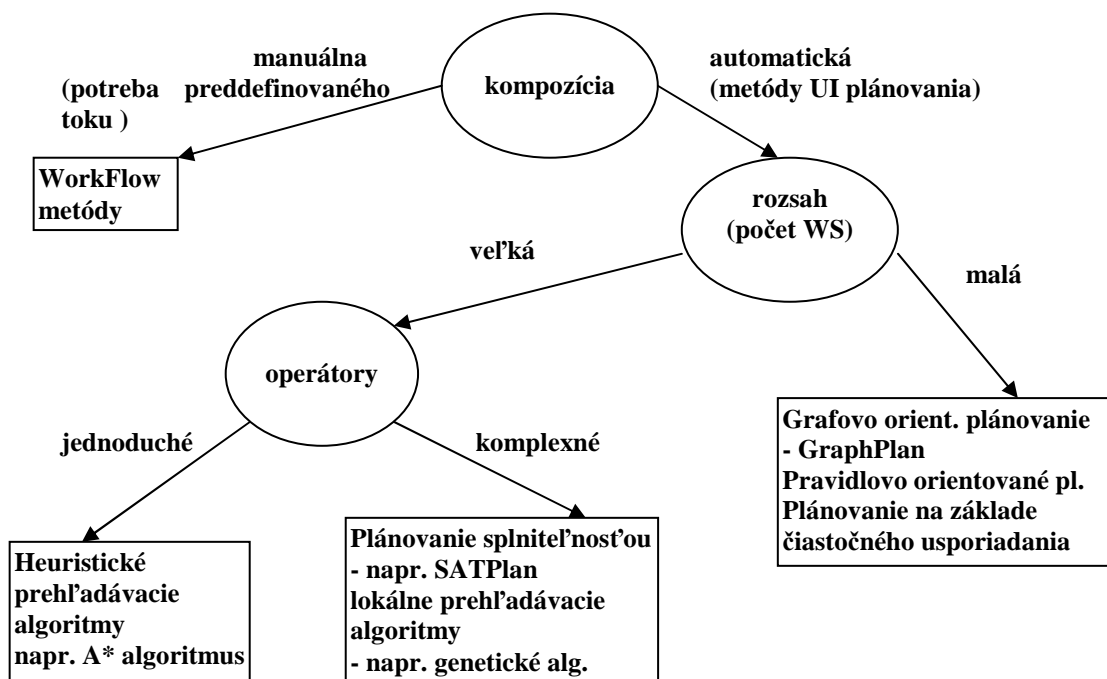 manuálna
(potreba preddefinovaného
toku )
kompozícia
automatická
(metódy UI plánovania)
WorkFlow
metódy
rozsah
(počet WS)
veľká
malá
operátory
jednoduché
komplexné
Grafovo orient. plánovanie
- GraphPlan
Pravidlovo orientované pl.
Plánovanie na základe
čiastočného usporiadania
Heuristické
prehľadávacie
algoritmy
napr. A* algoritmus
Plánovanie splniteľnosťou
- napr. SATPlan
lokálne prehľadávacie
algoritmy
- napr. genetické alg.